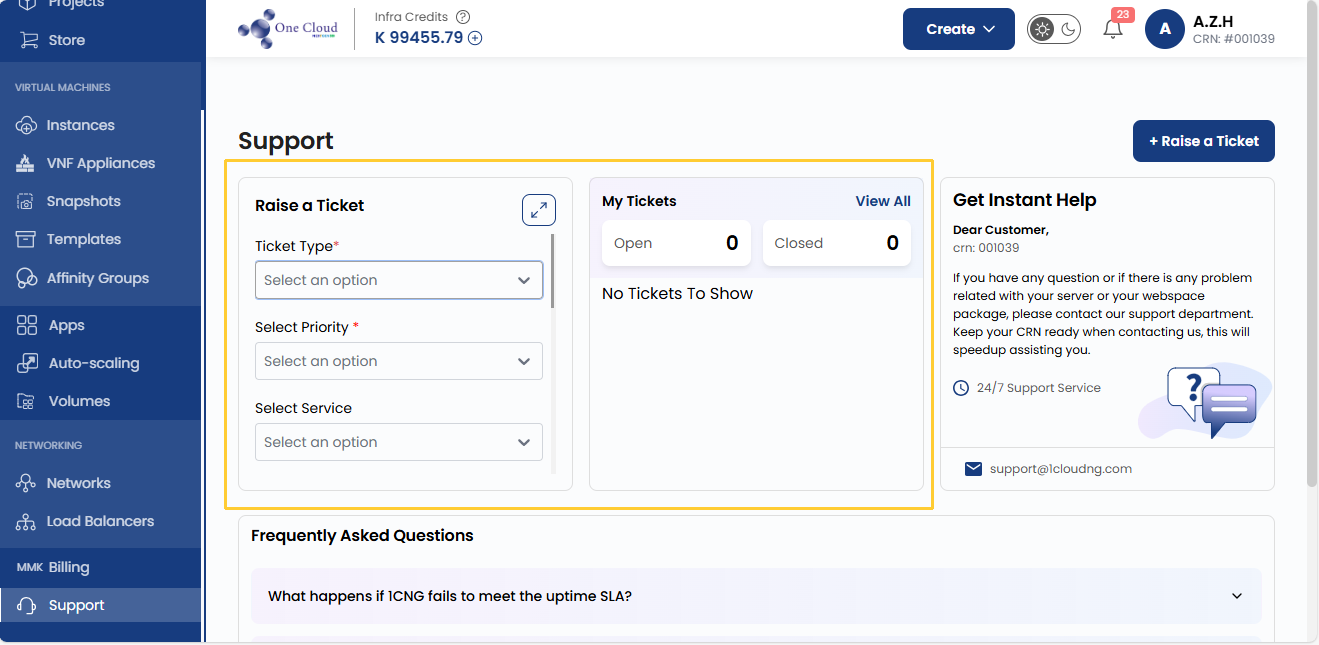 Projects
Store
VIRTUAL MACHINES
Instances
VNF Appliances
Snapshots
Templates
Affinity Groups
Apps
Auto-scaling
Volumes
NETWORKING
Networks
Load Balancers
MMK Billing
Support
One Cloud
Infra Credits ?
K 99455.79
Create
23
A
A.Z.H
CRN: #001039
Support
+ Raise a Ticket
Raise a Ticket
Ticket Type*
Select an option
Select Priority *
Select an option
Select Service
Select an option
My Tickets
View All
Open 0
Closed 0
No Tickets To Show
Get Instant Help
Dear Customer,
crn: 001039
If you have any question or if there is any problem
related with your server or your webspace
package, please contact our support department.
Keep your CRN ready when contacting us, this will
speedup assisting you.
24/7 Support Service
?
support@1cloudng.com
Frequently Asked Questions
What happens if 1CNG fails to meet the uptime SLA?